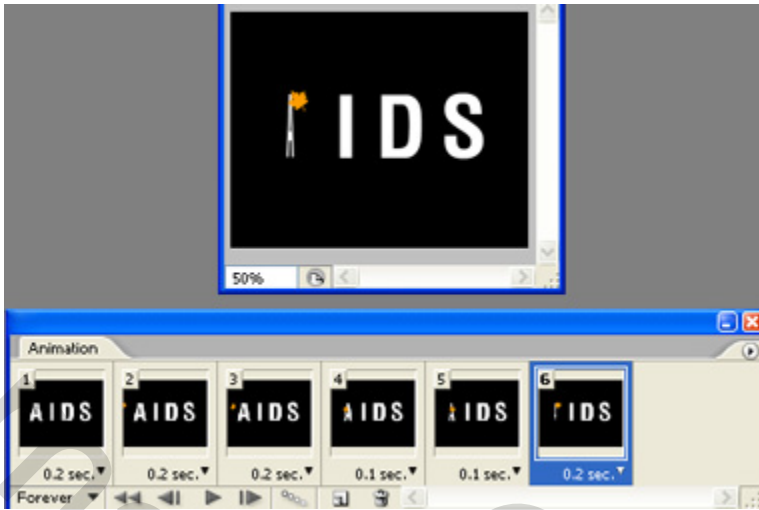 IDS
50%
Animation
1 2 3 4 5 6
AIDS AIDS AIDS AIDS IDS IDS
0.2 sec. 0.2 sec. 0.2 sec. 0.1 sec. 0.1 sec. 0.2 sec.
Forever